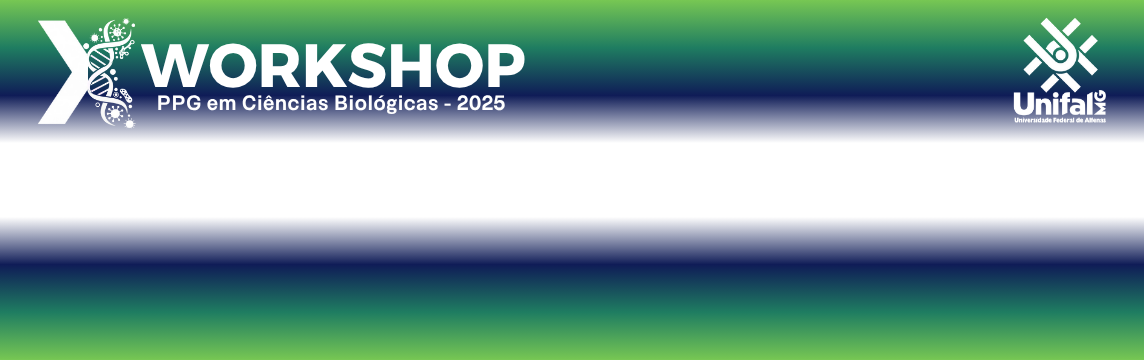 X WORKSHOP
PPG em Ciências Biológicas - 2025
Unifal MG
Universidade Federal de Alfenas